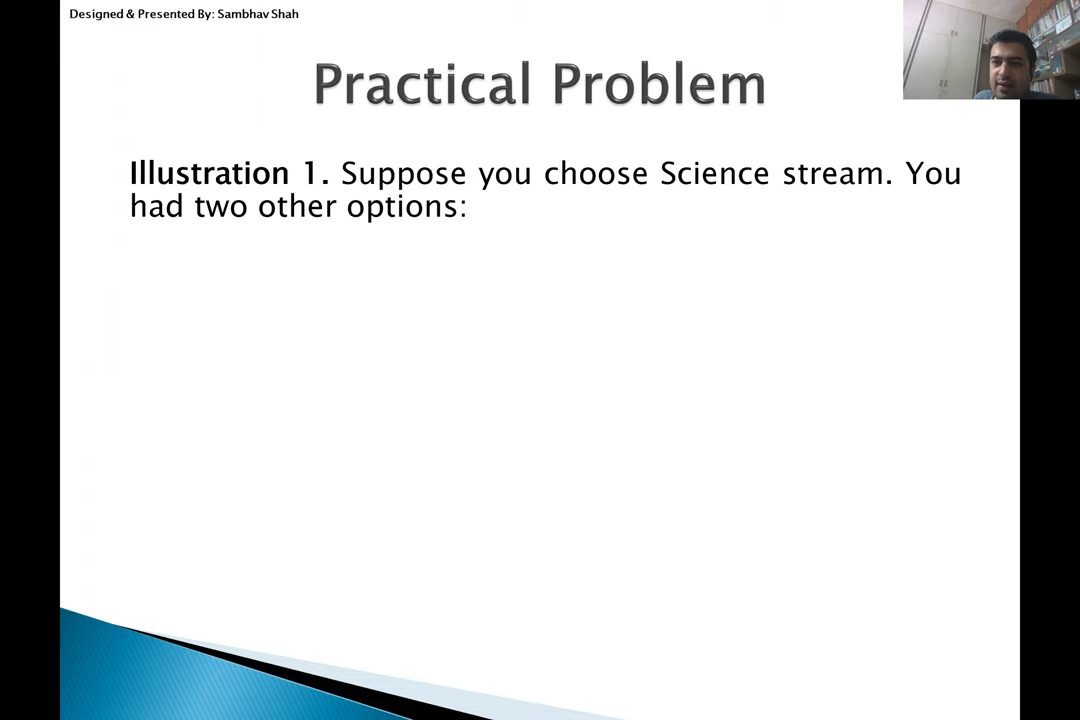 Designed & Presented By: Sambhav Shah
Practical Problem
Illustration 1. Suppose you choose Science stream. You
had two other options: